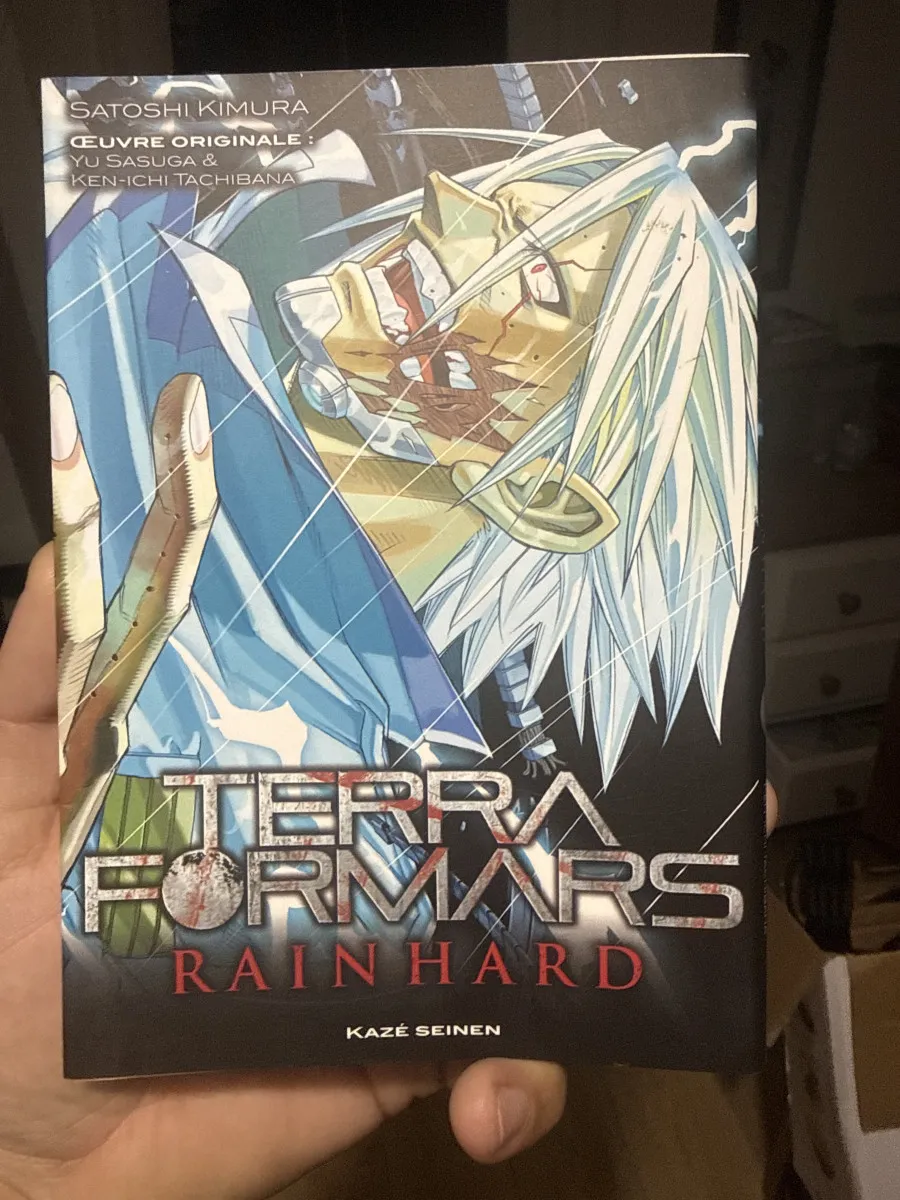 SATOSHI KIMURA
ŒUVRE ORIGINALE :
YU SASUGA &
KEN-ICHI TACHIBANA
TERRA
FORMARS
RAIN HARD
KAZÉ SEINEN